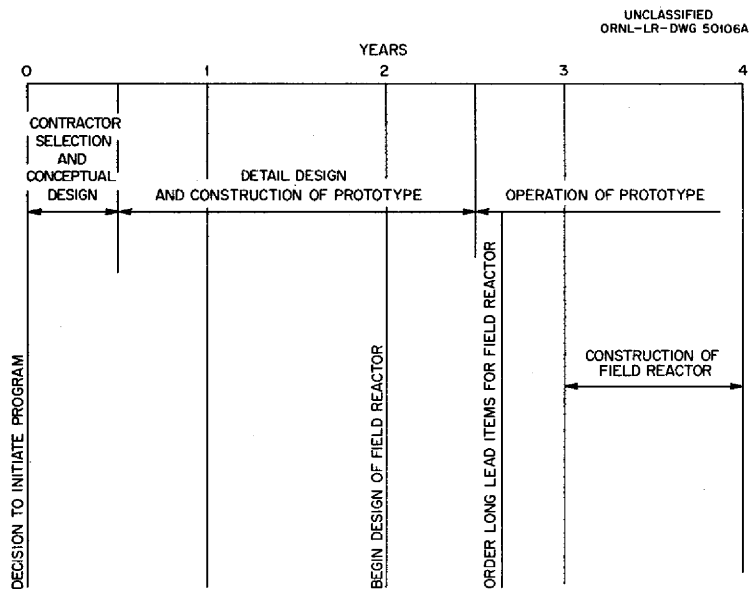 UNCLASSIFIED
ORNL-LR-DWG 50106A
YEARS
0 1 2 3 4
CONTRACTOR
SELECTION
AND
CONCEPTUAL
DESIGN
DETAIL DESIGN
AND CONSTRUCTION OF PROTOTYPE
OPERATION OF PROTOTYPE
DECISION TO INITIATE PROGRAM
BEGIN DESIGN OF FIELD REACTOR
ORDER LONG LEAD ITEMS FOR FIELD REACTOR
CONSTRUCTION OF
FIELD REACTOR